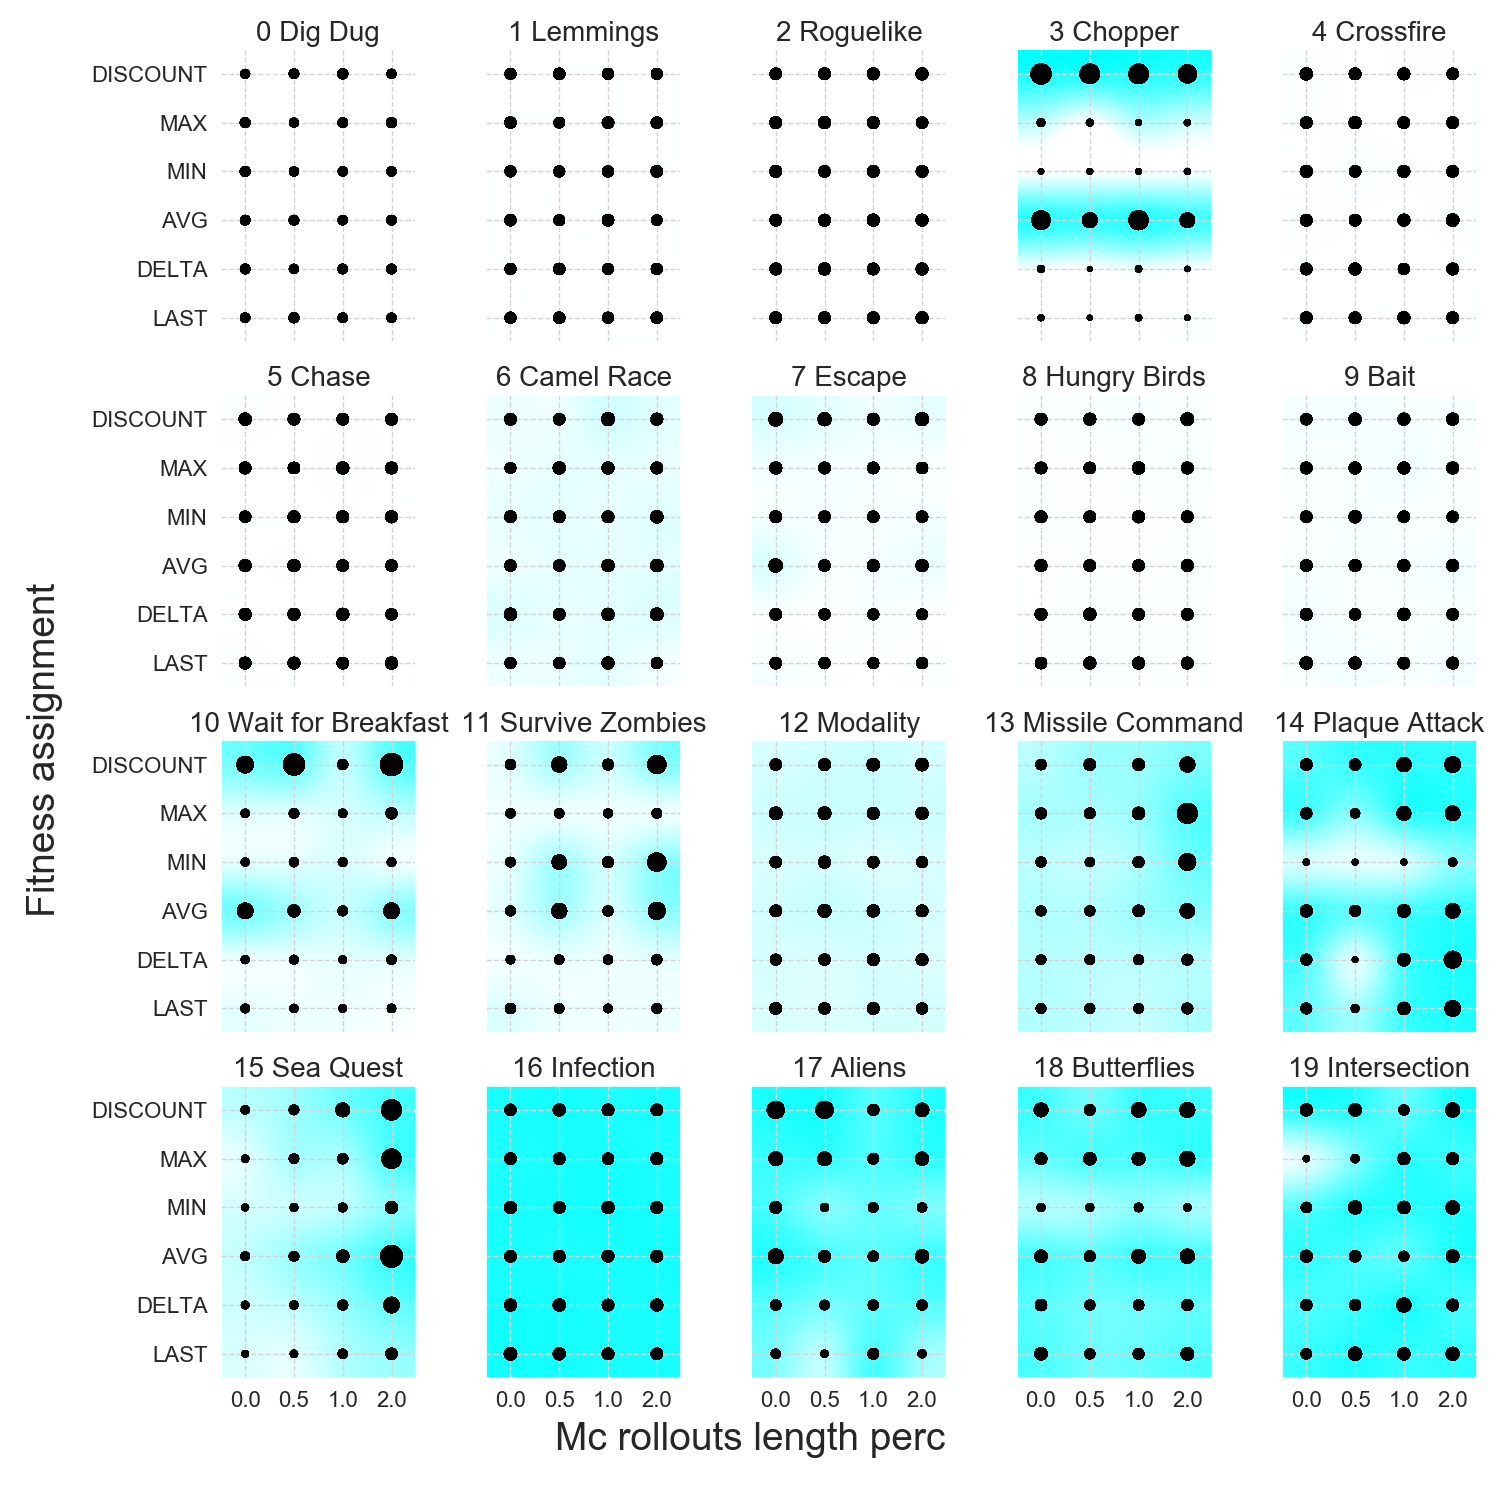 0 Dig Dug
1 Lemmings
2 Roguelike
3 Chopper
4 Crossfire
DISCOUNT
MAX
MIN
AVG
DELTA
LAST
5 Chase
6 Camel Race
7 Escape
8 Hungry Birds
9 Bait
DISCOUNT
MAX
MIN
AVG
DELTA
LAST
Fitness assignment
10 Wait for Breakfast
11 Survive Zombies
12 Modality
13 Missile Command
14 Plaque Attack
DISCOUNT
MAX
MIN
AVG
DELTA
LAST
15 Sea Quest
16 Infection
17 Aliens
18 Butterflies
19 Intersection
DISCOUNT
MAX
MIN
AVG
DELTA
LAST
0.0 0.5 1.0 2.0
0.0 0.5 1.0 2.0
0.0 0.5 1.0 2.0
0.0 0.5 1.0 2.0
0.0 0.5 1.0 2.0
Mc rollouts length perc